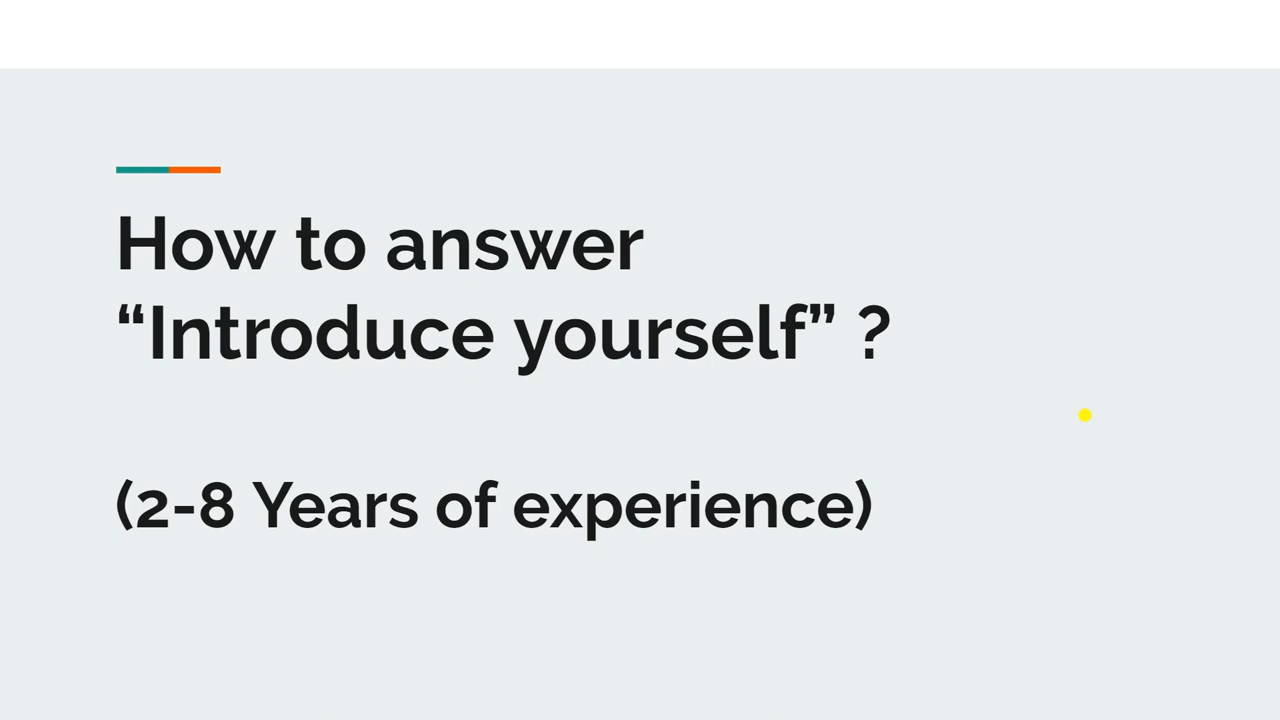 How to answer
“Introduce yourself” ?
(2-8 Years of experience)